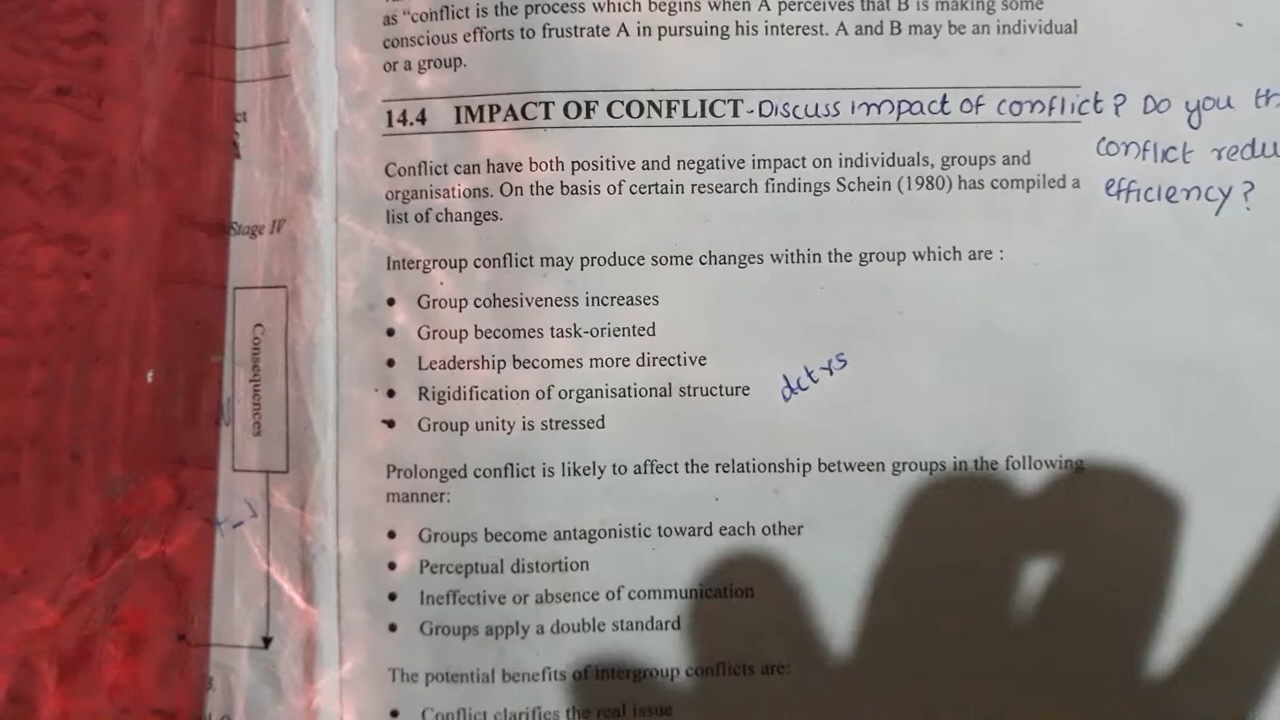 as “conflict is the process which begins when A perceives that B is making some
conscious efforts to frustrate A in pursuing his interest. A and B may be an individual
or a group.
14.4 IMPACT OF CONFLICT - Discuss impact of conflict? Do you
conflict
efficiency?
Conflict can have both positive and negative impact on individuals, groups and
organisations. On the basis of certain research findings Schein (1980) has compiled a
list of changes.
Stage IV
Intergroup conflict may produce some changes within the group which are :
• Group cohesiveness increases
• Group becomes task-oriented
• Leadership becomes more directive
• Rigidification of organisational structure
• Group unity is stressed
Consequences
Prolonged conflict is likely to affect the relationship between groups in the following
manner:
• Groups become antagonistic toward each other
• Perceptual distortion
• Ineffective or absence of communication
• Groups apply a double standard
The potential benefits of intergroup conflicts are:
• Conflict clarifies the real issue